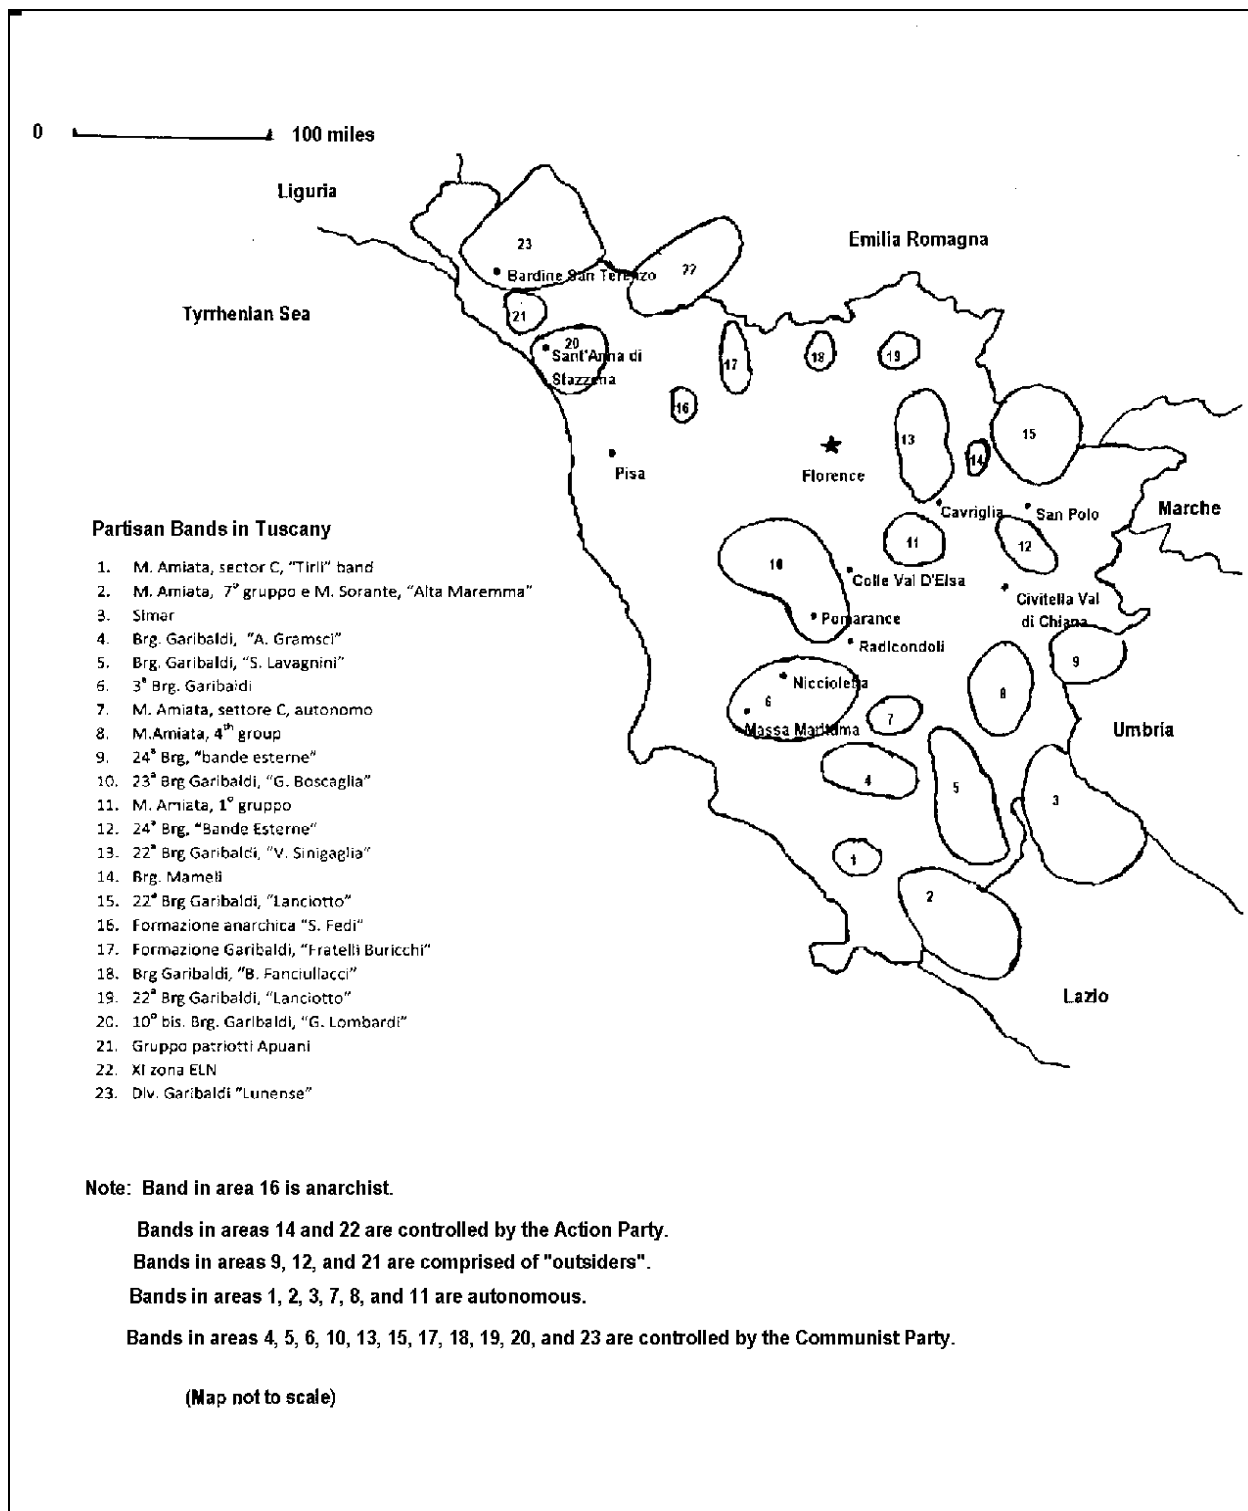 0 100 miles
Liguria
Emilia Romagna
Tyrrhenian Sea
23
Bardine San Terenzo
22
21
20
Sant'Anna di
Stazzena
17
18
19
16
13
15
14
Florence
Pisa
Cavriglia
San Polo
Marche
11
12
10
Colle Val D'Elsa
Civitella Val
di Chiana
Pomarance
Radicondoli
9
Niccioleta
6
8
7
Massa Maritima
Umbria
4
5
3
1
2
Lazio
Partisan Bands in Tuscany
1. M. Amiata, sector C, "Tirli" band
2. M. Amiata, 7° gruppo e M. Sorante, "Alta Maremma"
3. Simar
4. Brg. Garibaldi, "A. Gramsci"
5. Brg. Garibaldi, "S. Lavagnini"
6. 3ª Brg. Garibaldi
7. M. Amiata, settore C, autonomo
8. M.Amiata, 4th group
9. 24ª Brg, "bande esterne"
10. 23ª Brg Garibaldi, "G. Boscaglia"
11. M. Amiata, 1° gruppo
12. 24ª Brg, "Bande Esterne"
13. 22ª Brg Garibaldi, "V. Sinigaglia"
14. Brg. Mameli
15. 22ª Brg Garibaldi, "Lanciotto"
16. Formazione anarchica "S. Fedi"
17. Formazione Garibaldi, "Fratelli Buricchi"
18. Brg Garibaldi, "B. Fanciullacci"
19. 22ª Brg Garibaldi, "Lanciotto"
20. 10° bis. Brg. Garibaldi, "G. Lombardi"
21. Gruppo patriotti Apuani
22. XI zona ELN
23. Div. Garibaldi "Lunense"
Note: Band in area 16 is anarchist.
Bands in areas 14 and 22 are controlled by the Action Party.
Bands in areas 9, 12, and 21 are comprised of "outsiders".
Bands in areas 1, 2, 3, 7, 8, and 11 are autonomous.
Bands in areas 4, 5, 6, 10, 13, 15, 17, 18, 19, 20, and 23 are controlled by the Communist Party.
(Map not to scale)